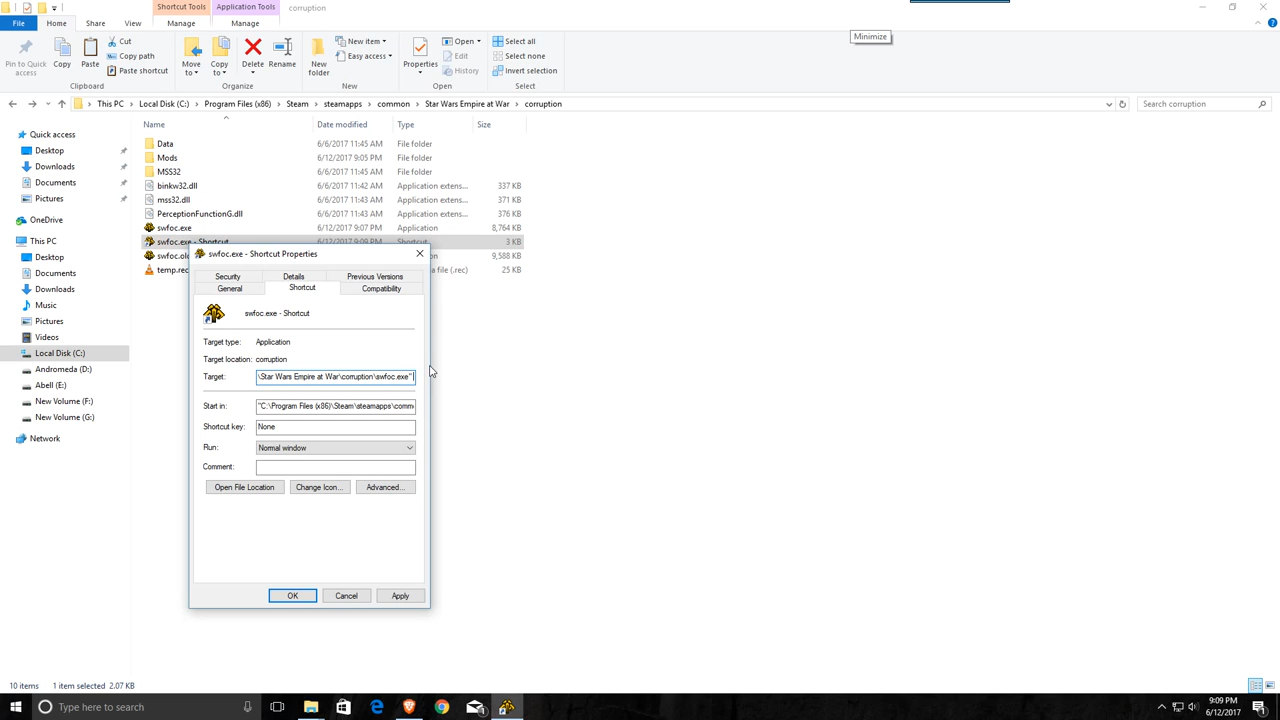 Shortcut Tools Application Tools corruption
File Home Share View Manage Manage
Minimize
Pin to Quick access
Copy
Paste
Cut
Copy path
Paste shortcut
Clipboard
Move to
Copy to
Delete
Rename
Organize
New folder
New item
Easy access
New
Properties
Open
Edit
History
Open
Select all
Select none
Invert selection
Select
This PC Local Disk (C:) Program Files (x86) Steam steamapps common Star Wars Empire at War corruption
Search corruption
Quick access
Desktop
Downloads
Documents
Pictures
OneDrive
This PC
Desktop
Documents
Downloads
Music
Pictures
Videos
Local Disk (C:)
Andromeda (D:)
Abell (E:)
New Volume (F:)
New Volume (G:)
Network
Name Date modified Type Size
Data 6/6/2017 11:45 AM File folder
Mods 6/12/2017 9:05 PM File folder
MSS32 6/6/2017 11:45 AM File folder
binkw32.dll 6/6/2017 11:42 AM Application extens... 337 KB
mss32.dll 6/6/2017 11:43 AM Application extens... 371 KB
PerceptionFunctionG.dll 6/6/2017 11:43 AM Application extens... 376 KB
swfoc.exe 6/12/2017 9:07 PM Application 8,764 KB
swfoc.exe - Shortcut 6/12/2017 9:09 PM Shortcut 3 KB
9,588 KB
temp.rec 25 KB
swfoc.exe - Shortcut Properties
Security Details Previous Versions
General Shortcut Compatibility
swfoc.exe - Shortcut
Target type: Application
Target location: corruption
Target: \Star Wars Empire at War\corruption\swfoc.exe"
Start in: "C:\Program Files (x86)\Steam\steamapps\comm
Shortcut key: None
Run: Normal window
Comment:
Open File Location Change Icon... Advanced...
OK Cancel Apply
10 items 1 item selected 2.07 KB
Type here to search
9:09 PM
6/12/2017